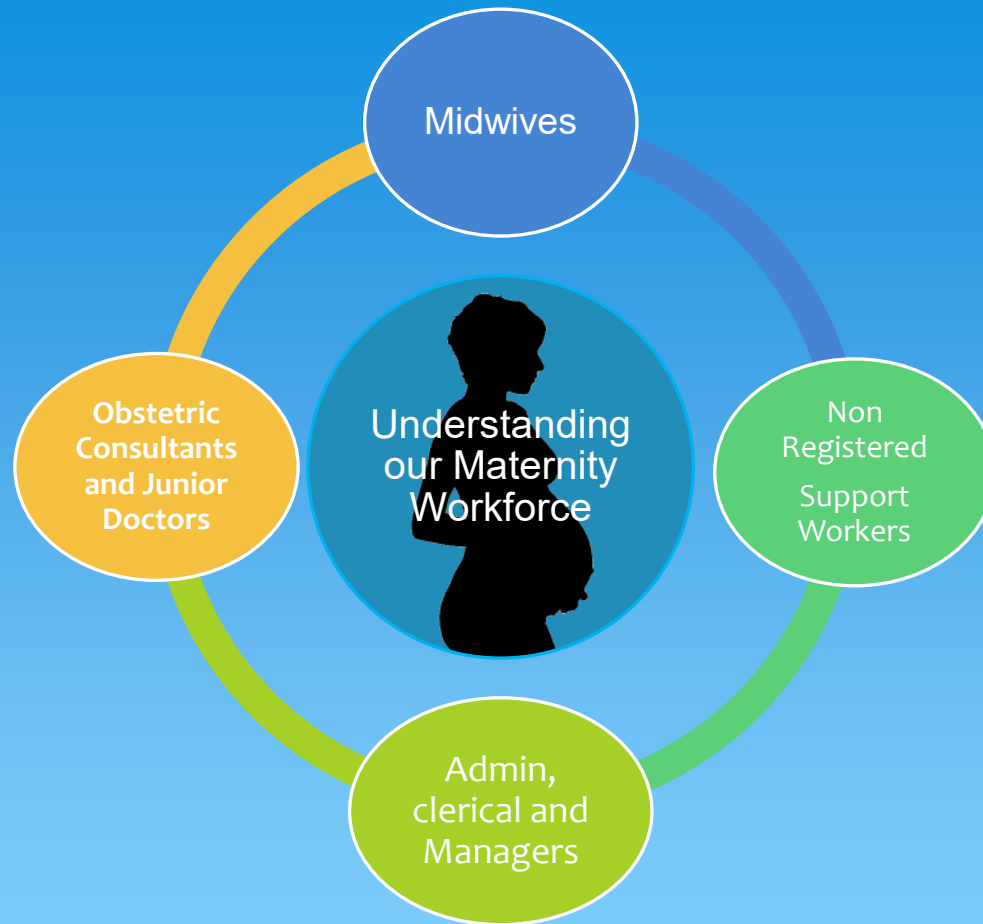 Midwives
Obstetric
Consultants
and Junior
Doctors
Understanding
our Maternity
Workforce
Non
Registered
Support
Workers
Admin,
clerical and
Managers